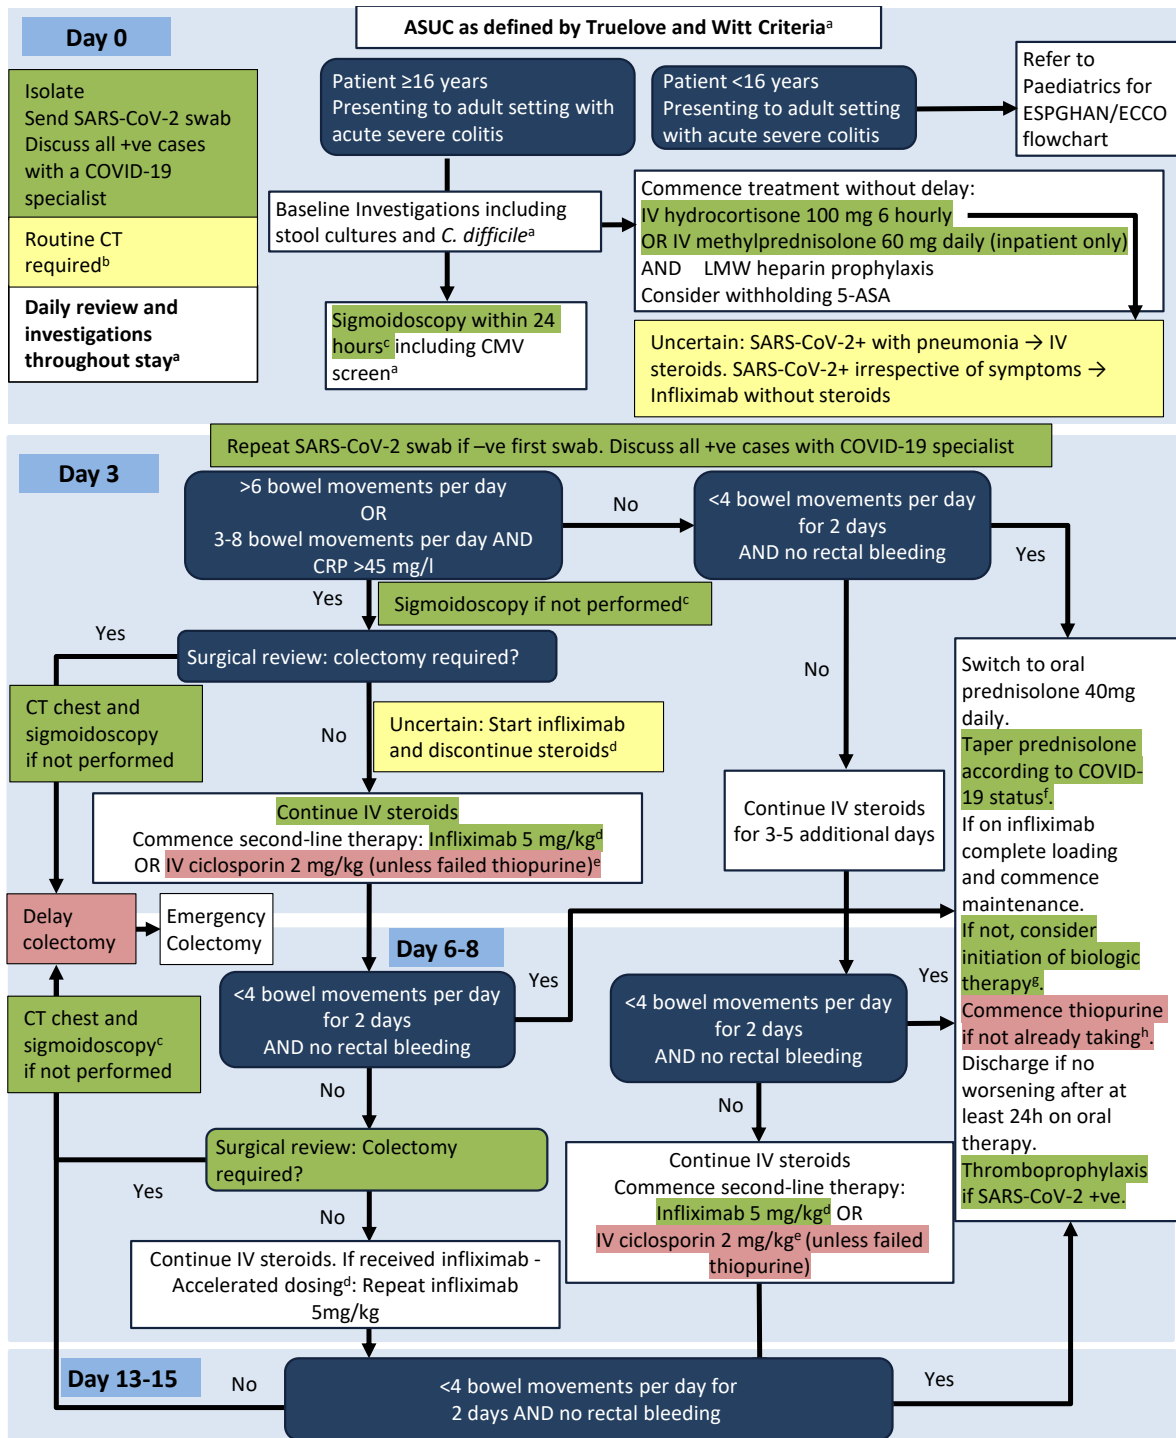 Day 0
ASUC as defined by Truelove and Witt Criteriaᵃ
Isolate
Send SARS-CoV-2 swab
Discuss all +ve cases
with a COVID-19
specialist
Routine CT
requiredᵇ
Daily review and
investigations
throughout stayᵃ
Patient ≥16 years
Presenting to adult setting with
acute severe colitis
Patient <16 years
Presenting to adult setting
with acute severe colitis
Refer to
Paediatrics for
ESPGHAN/ECCO
flowchart
Baseline Investigations including
stool cultures and C. difficileᵃ
Commence treatment without delay:
IV hydrocortisone 100 mg 6 hourly
OR IV methylprednisolone 60 mg daily (inpatient only)
AND LMW heparin prophylaxis
Consider withholding 5-ASA
Sigmoidoscopy within 24
hoursᶜ including CMV
screenᵃ
Uncertain: SARS-CoV-2+ with pneumonia → IV
steroids. SARS-CoV-2+ irrespective of symptoms →
Infliximab without steroids
Repeat SARS-CoV-2 swab if –ve first swab. Discuss all +ve cases with COVID-19 specialist
Day 3
>6 bowel movements per day
OR
3-8 bowel movements per day AND
CRP >45 mg/l
No
<4 bowel movements per day
for 2 days
AND no rectal bleeding
Yes
Yes
Sigmoidoscopy if not performedᶜ
Yes
Surgical review: colectomy required?
No
CT chest and
sigmoidoscopy
if not performed
No
Uncertain: Start infliximab
and discontinue steroidsᵈ
Continue IV steroids
Commence second-line therapy: Infliximab 5 mg/kgᵈ
OR IV ciclosporin 2 mg/kg (unless failed thiopurine)ᵉ
Continue IV steroids
for 3-5 additional days
Switch to oral
prednisolone 40mg
daily.
Taper prednisolone
according to COVID-
19 statusᶠ.
If on infliximab
complete loading
and commence
maintenance.
If not, consider
initiation of biologic
therapyᵍ.
Commence thiopurine
if not already takingʰ.
Discharge if no
worsening after at
least 24h on oral
therapy.
Thromboprophylaxis
if SARS-CoV-2 +ve.
Delay
colectomy
Emergency
Colectomy
Day 6-8
<4 bowel movements per day
for 2 days
AND no rectal bleeding
Yes
<4 bowel movements per day
for 2 days
AND no rectal bleeding
Yes
CT chest and
sigmoidoscopyᶜ
if not performed
No
No
Surgical review: Colectomy
required?
Yes
No
Continue IV steroids
Commence second-line therapy:
Infliximab 5 mg/kgᵈ OR
IV ciclosporin 2 mg/kgᵉ (unless failed
thiopurine)
Continue IV steroids. If received infliximab -
Accelerated dosingᵈ: Repeat infliximab
5mg/kg
Day 13-15
No
<4 bowel movements per day for
2 days AND no rectal bleeding
Yes